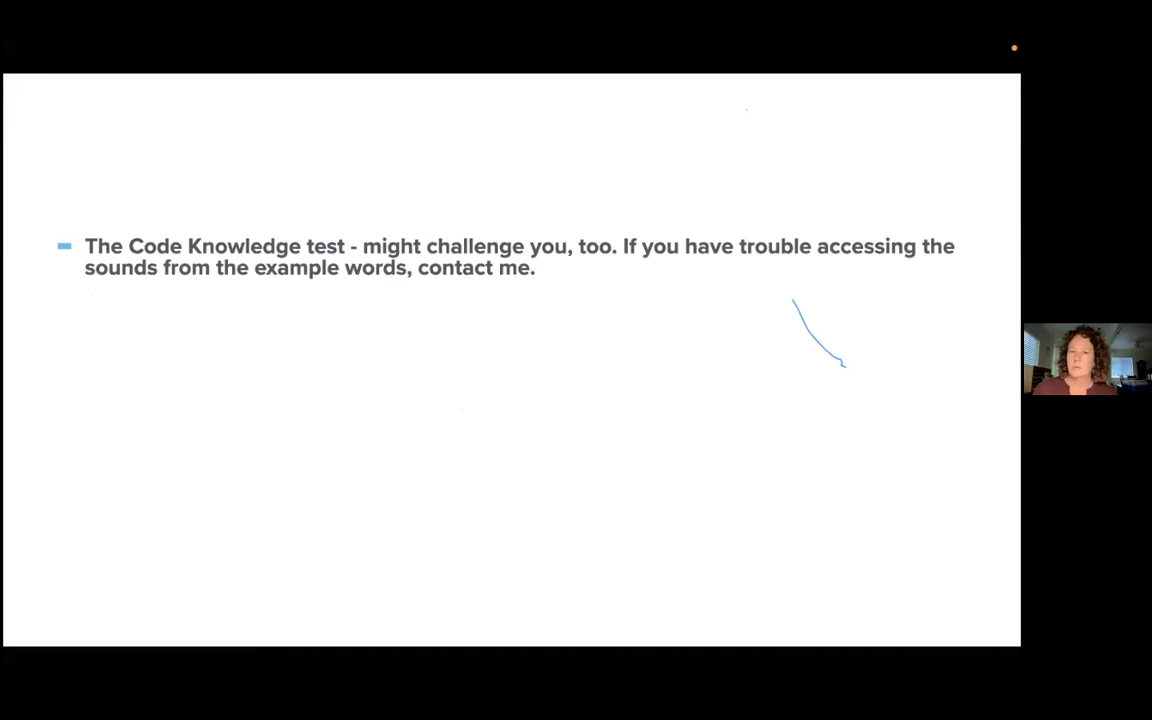 The Code Knowledge test - might challenge you, too. If you have trouble accessing the
sounds from the example words, contact me.